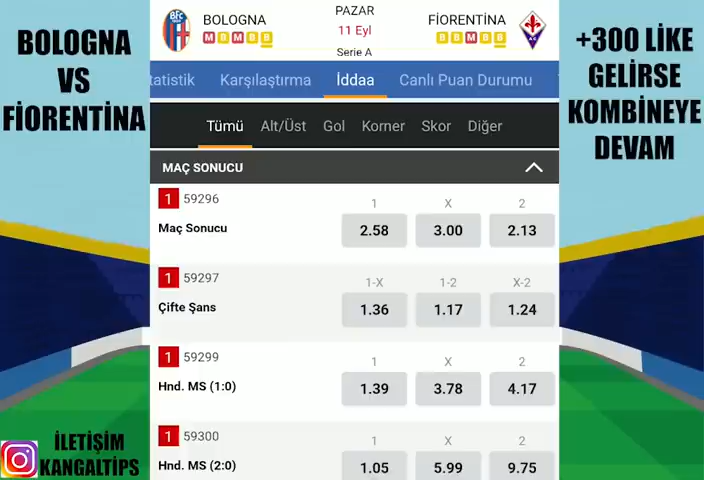 BOLOGNA
VS
FİORENTİNA
BOLOGNA
M B M B B
PAZAR
11 Eyl
Serie A
FİORENTİNA
B B M B B
+300 LİKE
GELİRSE
KOMBİNEYE
DEVAM
tatistik Karşılaştırma İddaa Canlı Puan Durumu
Tümü Alt/Üst Gol Korner Skor Diğer
MAÇ SONUCU
1 59296
Maç Sonucu
1 X 2
2.58 3.00 2.13
1 59297
Çifte Şans
1-X 1-2 X-2
1.36 1.17 1.24
1 59299
Hnd. MS (1:0)
1 X 2
1.39 3.78 4.17
1 59300
Hnd. MS (2:0)
1 X 2
1.05 5.99 9.75
İLETİŞİM
KANGALTİPS